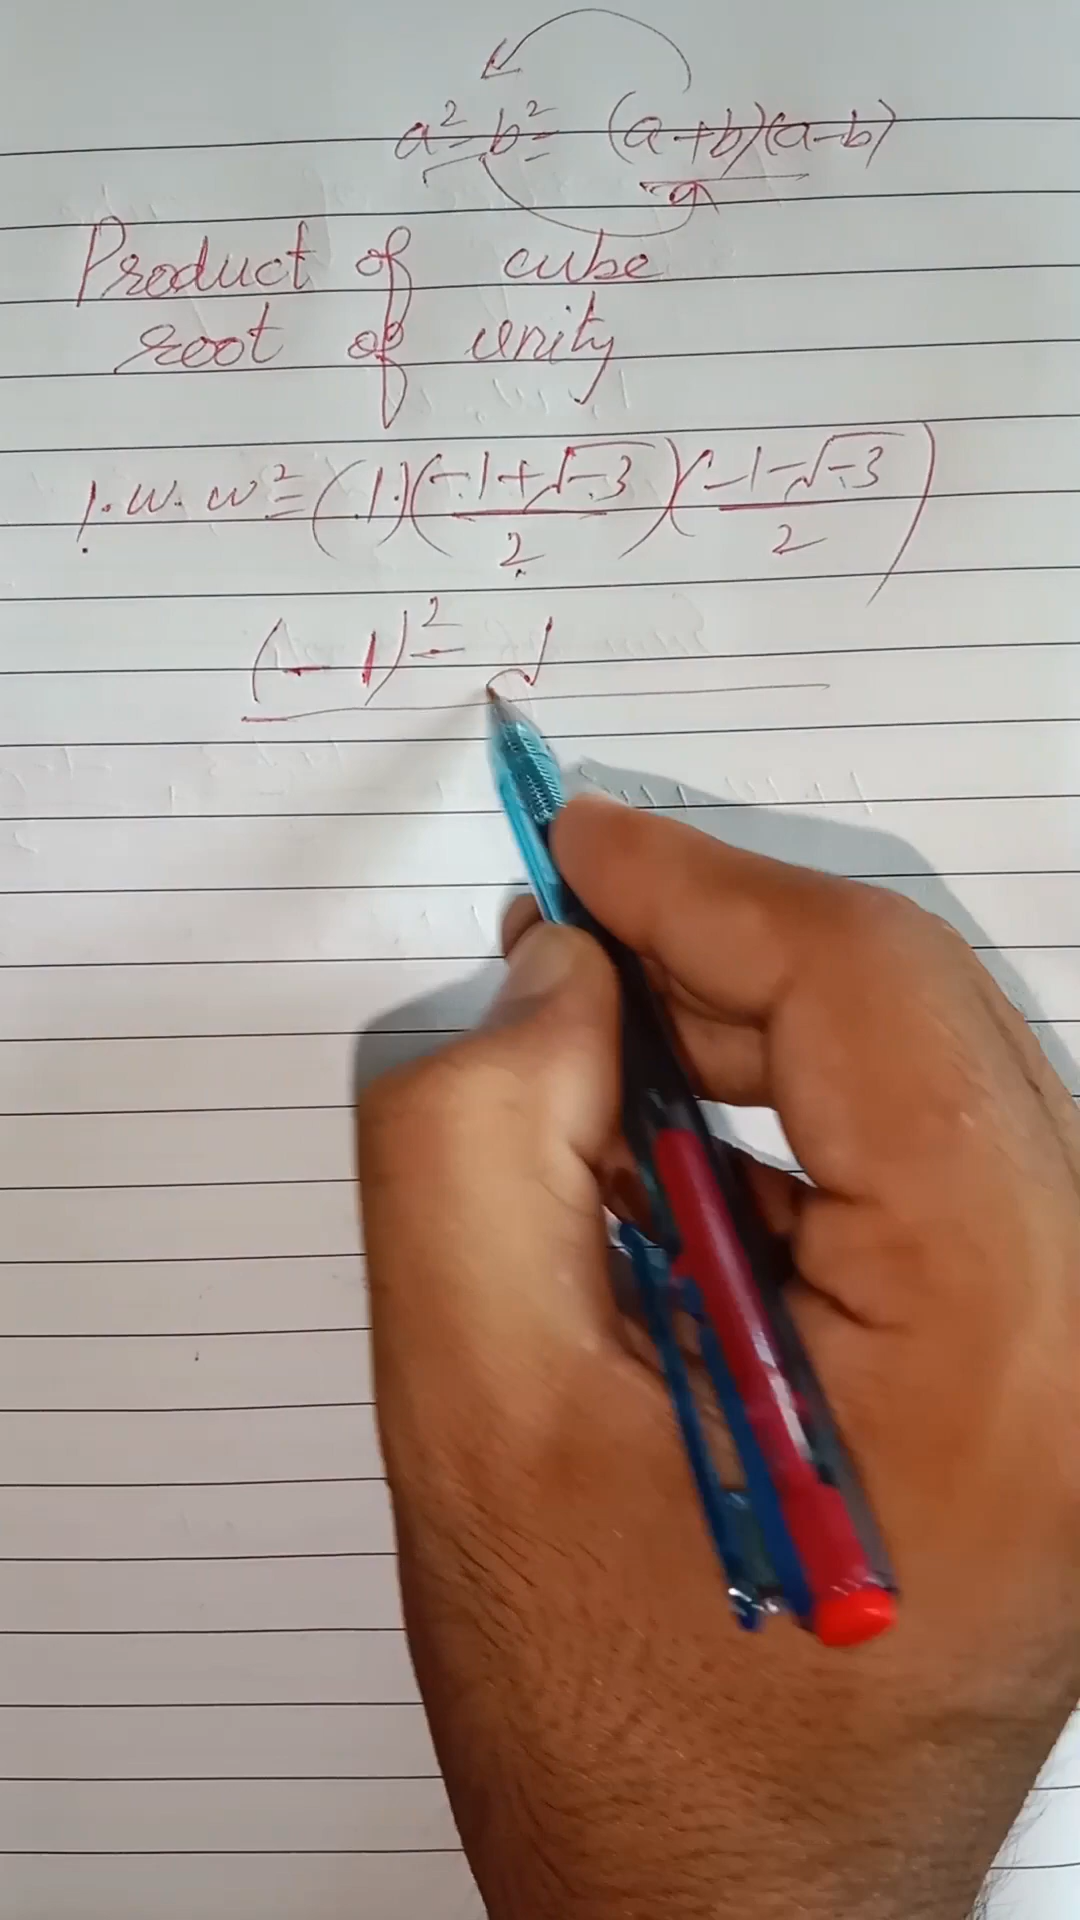 a² - b² = (a+b)(a-b)
Product of cube
root of unity
1·w·w² = (1)((-1+√-3)/2)((-1-√-3)/2)
(-1)² -